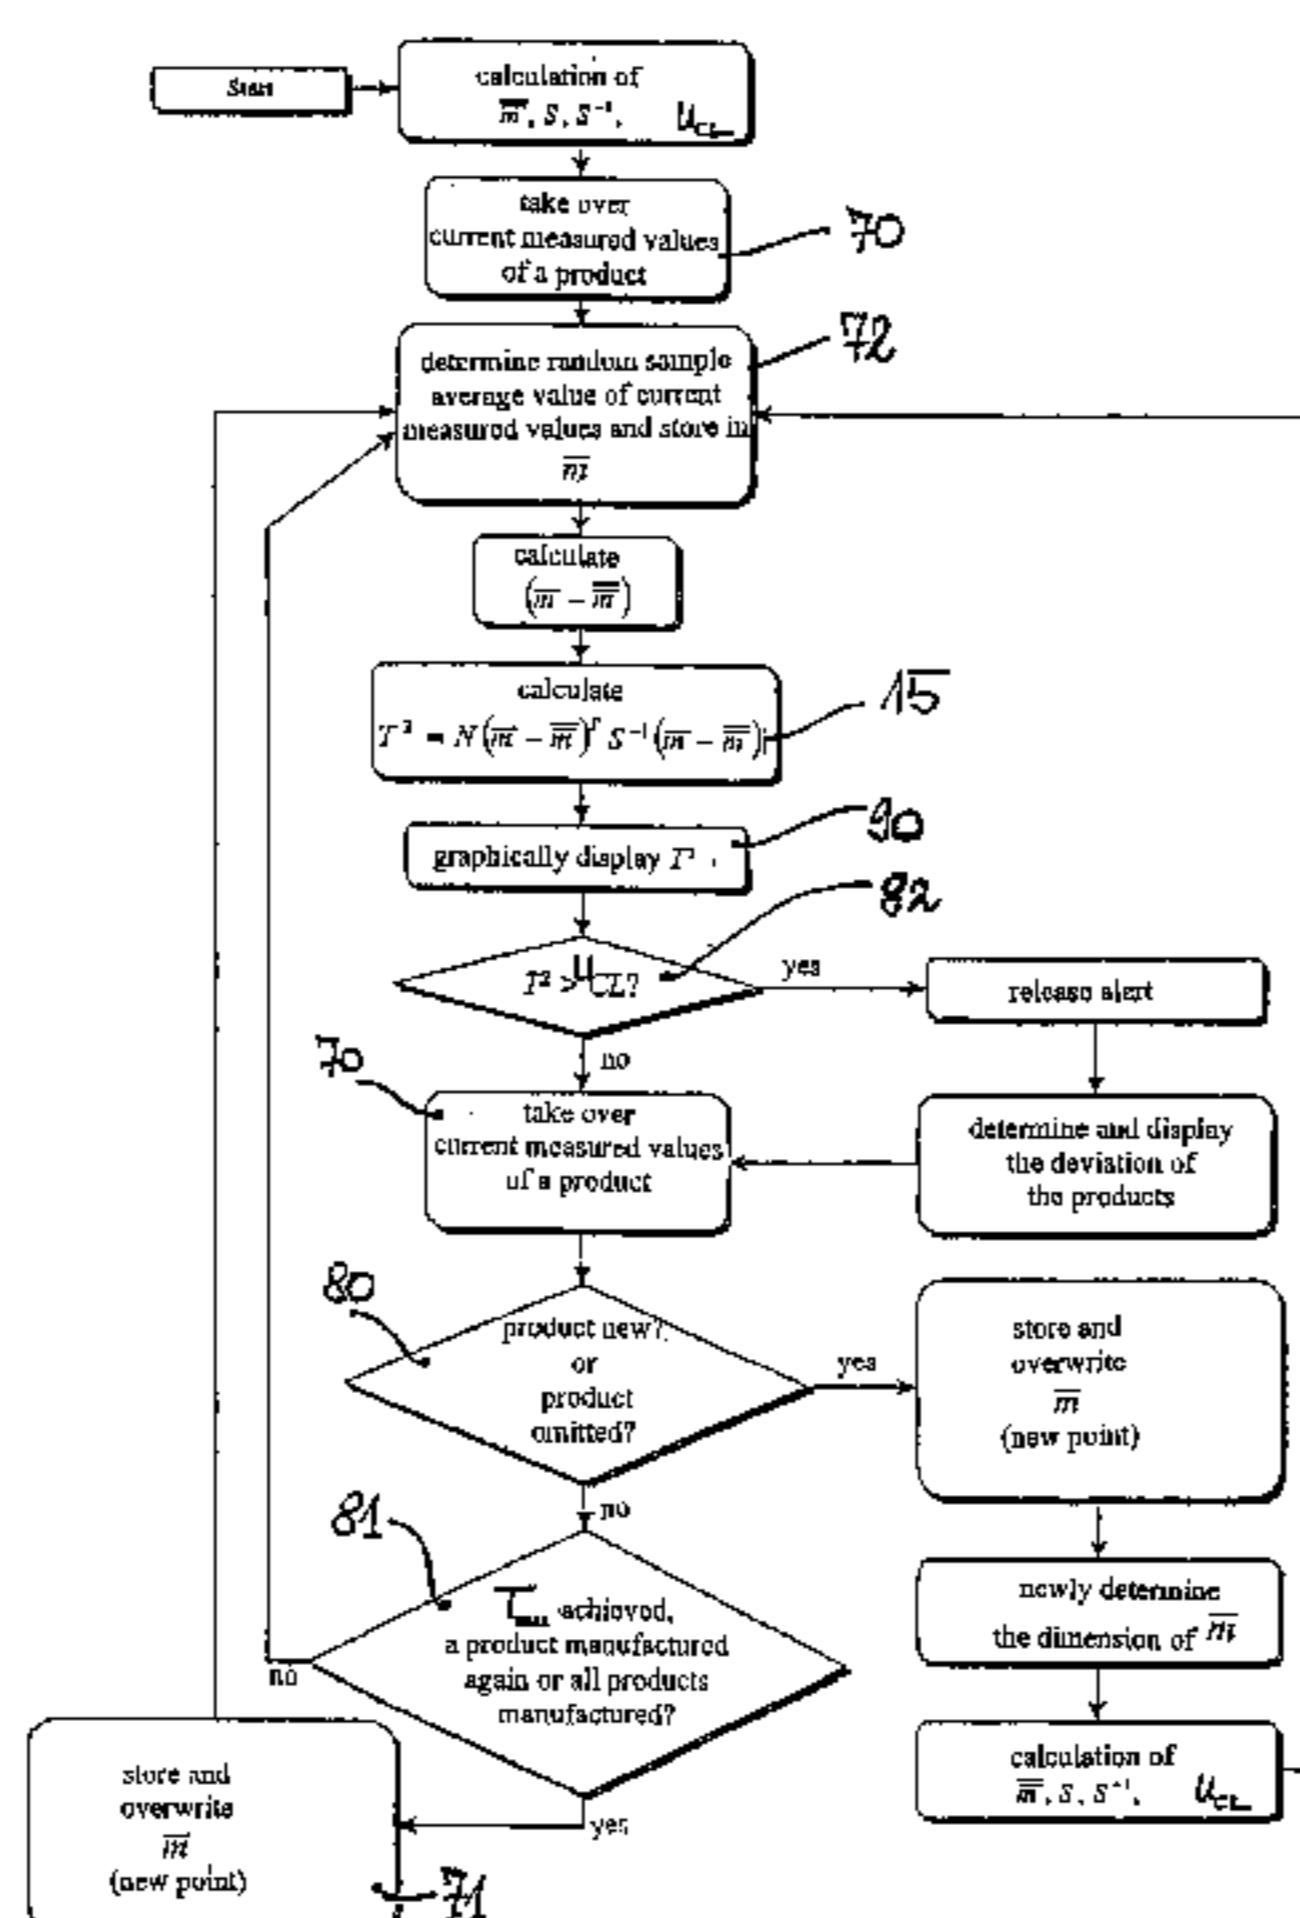 Start
calculation of
m̿, S, S⁻¹, U_CL
take over
current measured values
of a product
70
determine random sample
average value of current
measured values and store in
m̅
72
calculate
(m̅ − m̿)
calculate
T² = N(m̅ − m̿)ᵀ S⁻¹(m̅ − m̿)
15
graphically display T²
90
T² > U_CL?
82
yes
release alert
no
determine and display
the deviation of
the products
70
take over
current measured values
of a product
80
product new?
or
product
omitted?
yes
store and
overwrite
m̅
(new point)
no
81
achieved,
a product manufactured
again or all products
manufactured?
no
yes
newly determine
the dimension of m̅
calculation of
m̿, S, S⁻¹, U_CL
store and
overwrite
m̅
(new point)
71